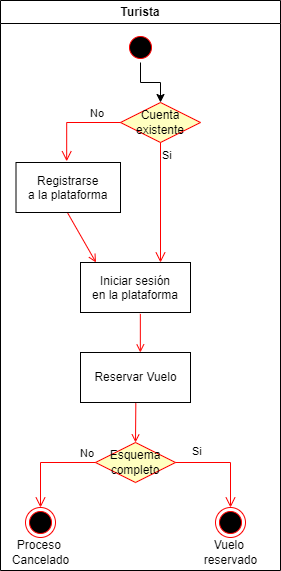 Turista
Cuenta
existente
No
Si
Registrarse
a la plataforma
Iniciar sesión
en la plataforma
Reservar Vuelo
Esquema
completo
No
Si
Proceso
Cancelado
Vuelo
reservado